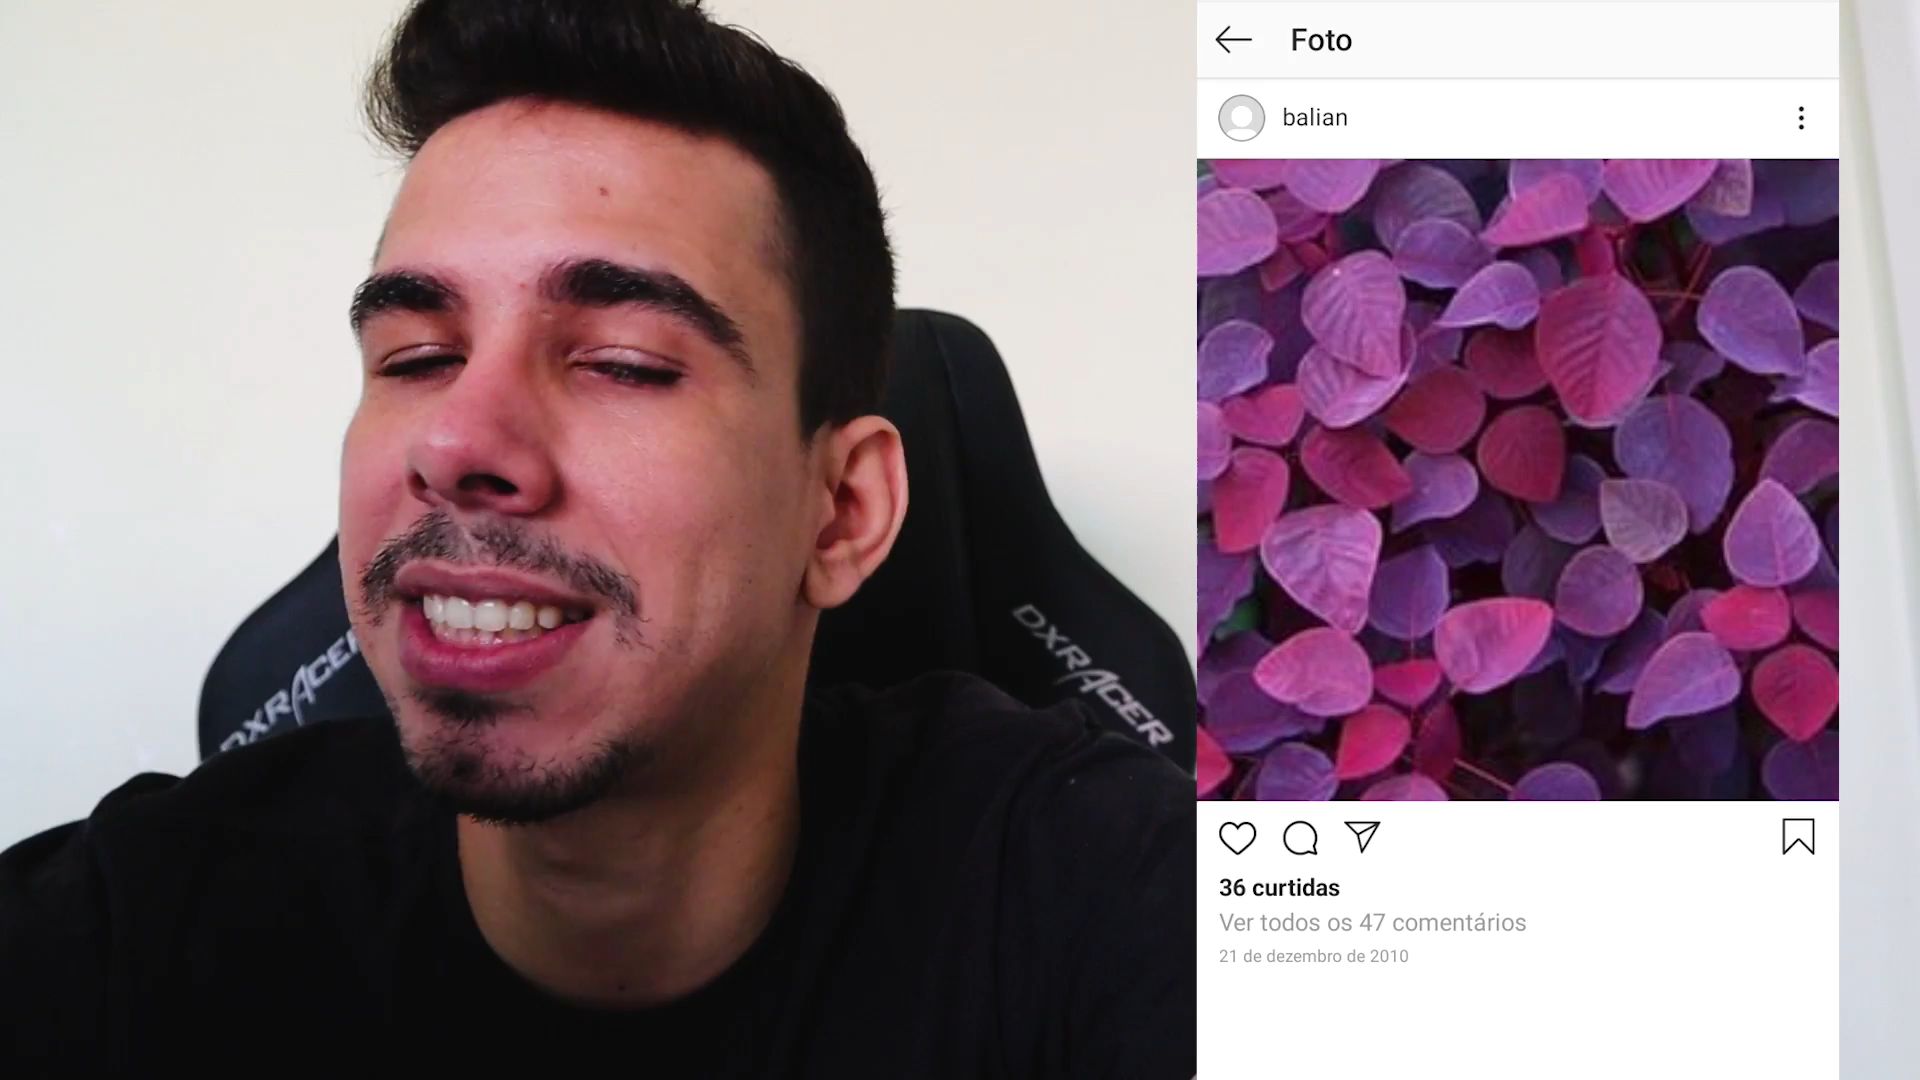 Foto
balian
36 curtidas
Ver todos os 47 comentários
21 de dezembro de 2010
DXRACER
DXRACER